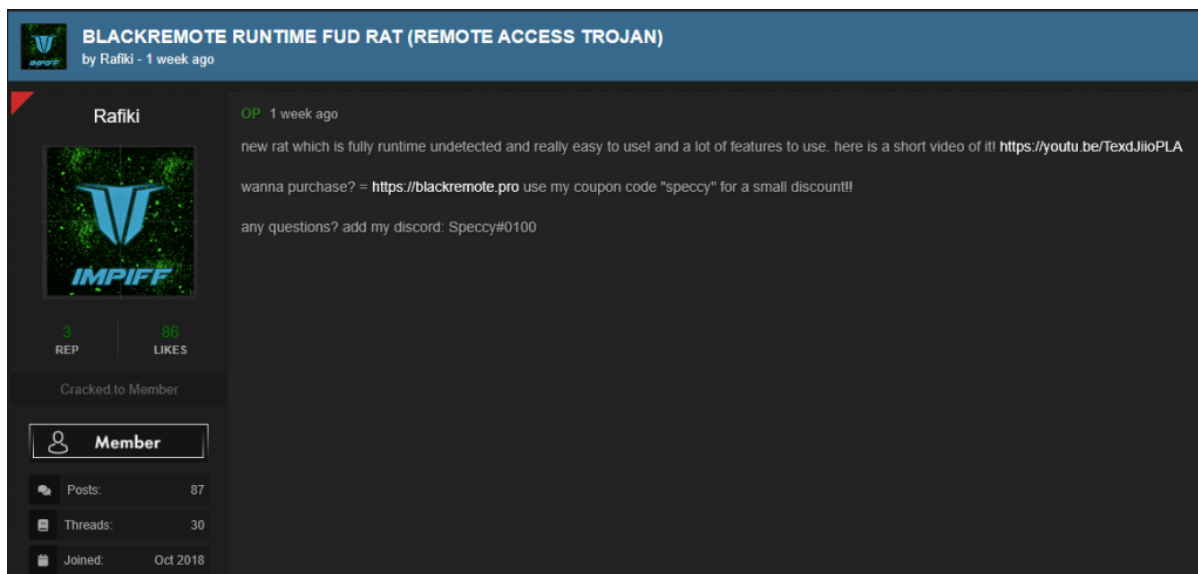 BLACKREMOTE RUNTIME FUD RAT (REMOTE ACCESS TROJAN)
by Rafiki - 1 week ago
Rafiki
IMPIFF
3 86
REP LIKES
Cracked.to Member
Member
Posts: 87
Threads: 30
Joined: Oct 2018
OP 1 week ago
new rat which is fully runtime undetected and really easy to use! and a lot of features to use. here is a short video of it! https://youtu.be/TexdJiioPLA
wanna purchase? = https://blackremote.pro use my coupon code "speccy" for a small discount!!
any questions? add my discord: Speccy#0100